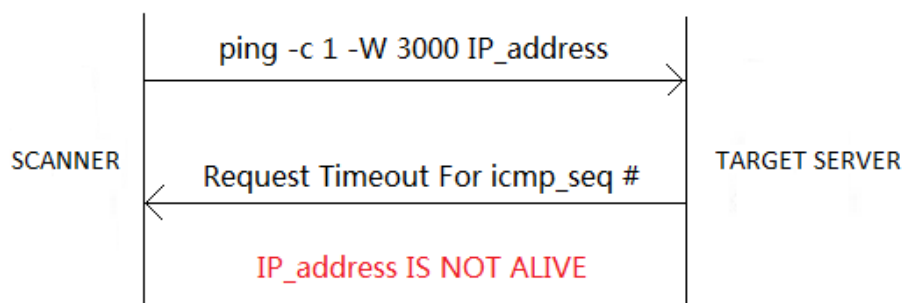 ping -c 1 -W 3000 IP_address
SCANNER
TARGET SERVER
Request Timeout For icmp_seq #
IP_address IS NOT ALIVE